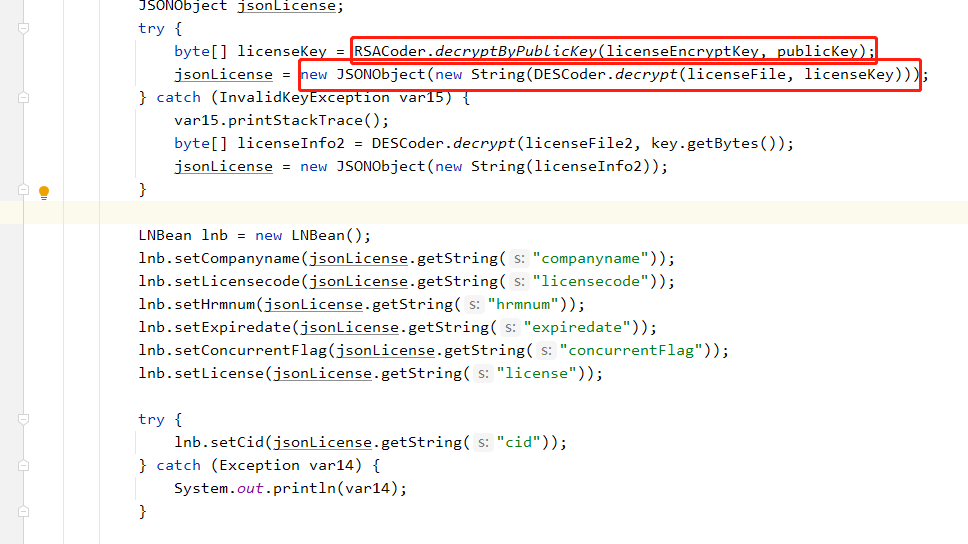 JSONObject jsonLicense;
try {
byte[] licenseKey = RSACoder.decryptByPublicKey(licenseEncryptKey, publicKey);
jsonLicense = new JSONObject(new String(DESCoder.decrypt(licenseFile, licenseKey)));
} catch (InvalidKeyException var15) {
var15.printStackTrace();
byte[] licenseInfo2 = DESCoder.decrypt(licenseFile2, key.getBytes());
jsonLicense = new JSONObject(new String(licenseInfo2));
}
LNBean lnb = new LNBean();
lnb.setCompanyname(jsonLicense.getString( s: "companyname"));
lnb.setLicensecode(jsonLicense.getString( s: "licensecode"));
lnb.setHrmnum(jsonLicense.getString( s: "hrmnum"));
lnb.setExpiredate(jsonLicense.getString( s: "expiredate"));
lnb.setConcurrentFlag(jsonLicense.getString( s: "concurrentFlag"));
lnb.setLicense(jsonLicense.getString( s: "license"));
try {
lnb.setCid(jsonLicense.getString( s: "cid"));
} catch (Exception var14) {
System.out.println(var14);
}